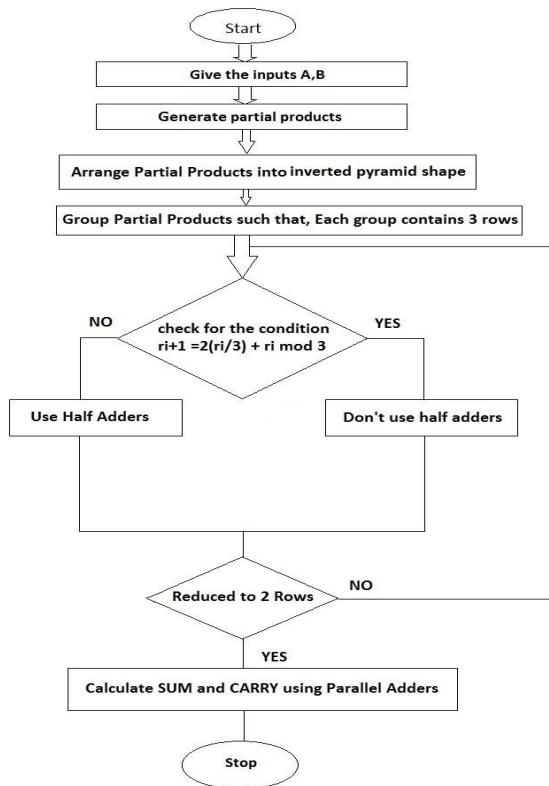 Start
Give the inputs A,B
Generate partial products
Arrange Partial Products into inverted pyramid shape
Group Partial Products such that, Each group contains 3 rows
NO
YES
check for the condition
ri+1 =2(ri/3) + ri mod 3
Use Half Adders
Don't use half adders
Reduced to 2 Rows
NO
YES
Calculate SUM and CARRY using Parallel Adders
Stop